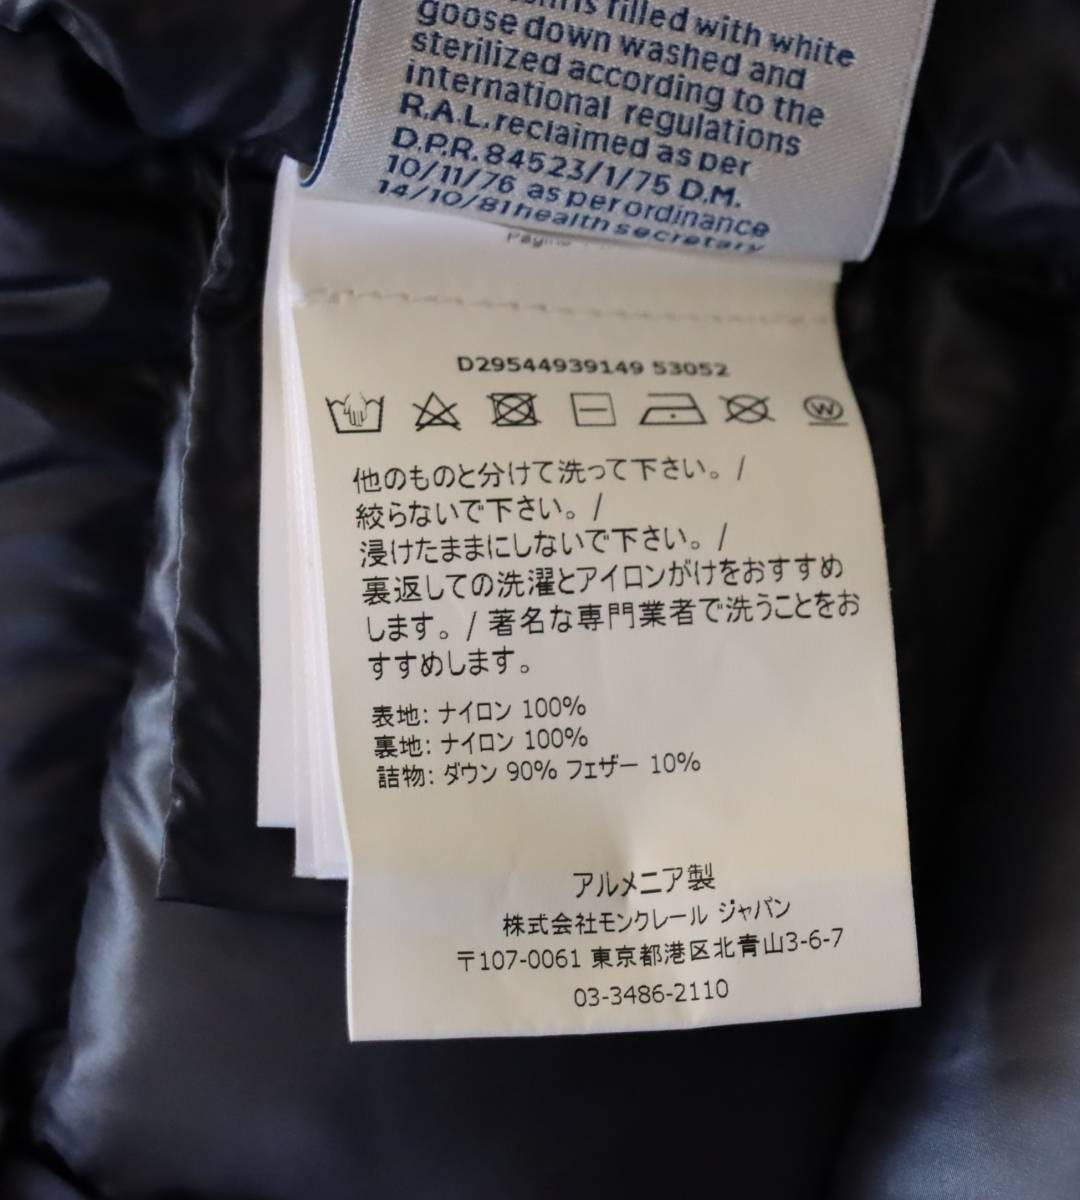 is filled with white
goose down washed and
sterilized according to the
international regulations
R.A.L. reclaimed as per
D.P.R. 84523/1/75 D.M.
10/11/76 as per ordinance
14/10/81 health secretary
D29544939149 53052
W
他のものと分けて洗って下さい。/
絞らないで下さい。/
浸けたままにしないで下さい。/
裏返しての洗濯とアイロンがけをおすすめ
します。/ 著名な専門業者で洗うことをお
すすめします。
表地: ナイロン 100%
裏地: ナイロン 100%
詰物: ダウン 90% フェザー 10%
アルメニア製
株式会社モンクレール ジャパン
〒107-0061 東京都港区北青山3-6-7
03-3486-2110